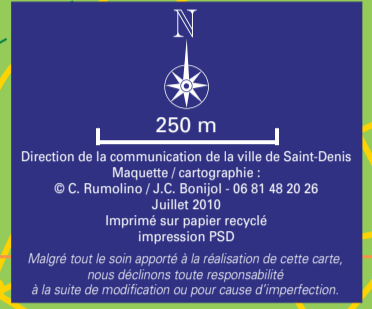 N
250 m
Direction de la communication de la ville de Saint-Denis
Maquette / cartographie :
© C. Rumolino / J.C. Bonijol - 06 81 48 20 26
Juillet 2010
Imprimé sur papier recyclé
impression PSD
Malgré tout le soin apporté à la réalisation de cette carte,
nous déclinons toute responsabilité
à la suite de modification ou pour cause d'imperfection.